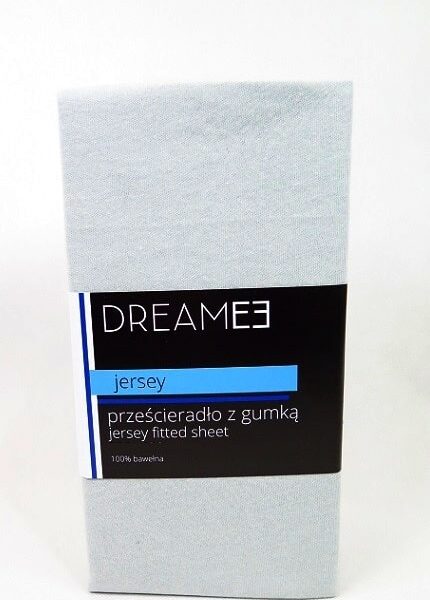 DREAMEE
jersey
prześcieradło z gumką
jersey fitted sheet
100% bawełna